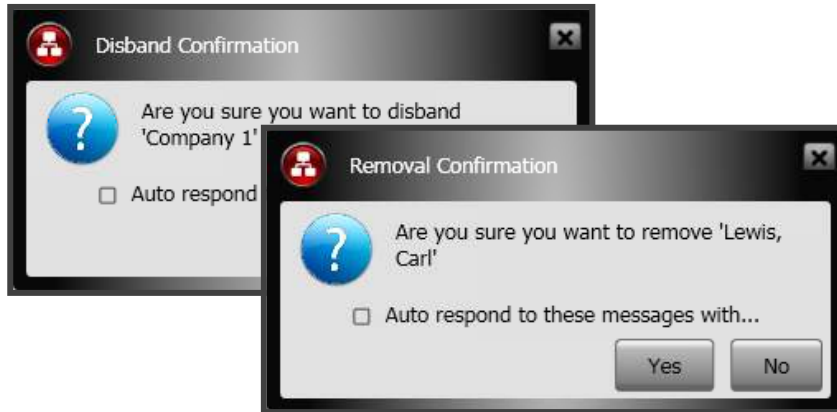 Disband Confirmation
Are you sure you want to disband
'Company 1'
Auto respond
Removal Confirmation
Are you sure you want to remove 'Lewis,
Carl'
Auto respond to these messages with...
Yes
No